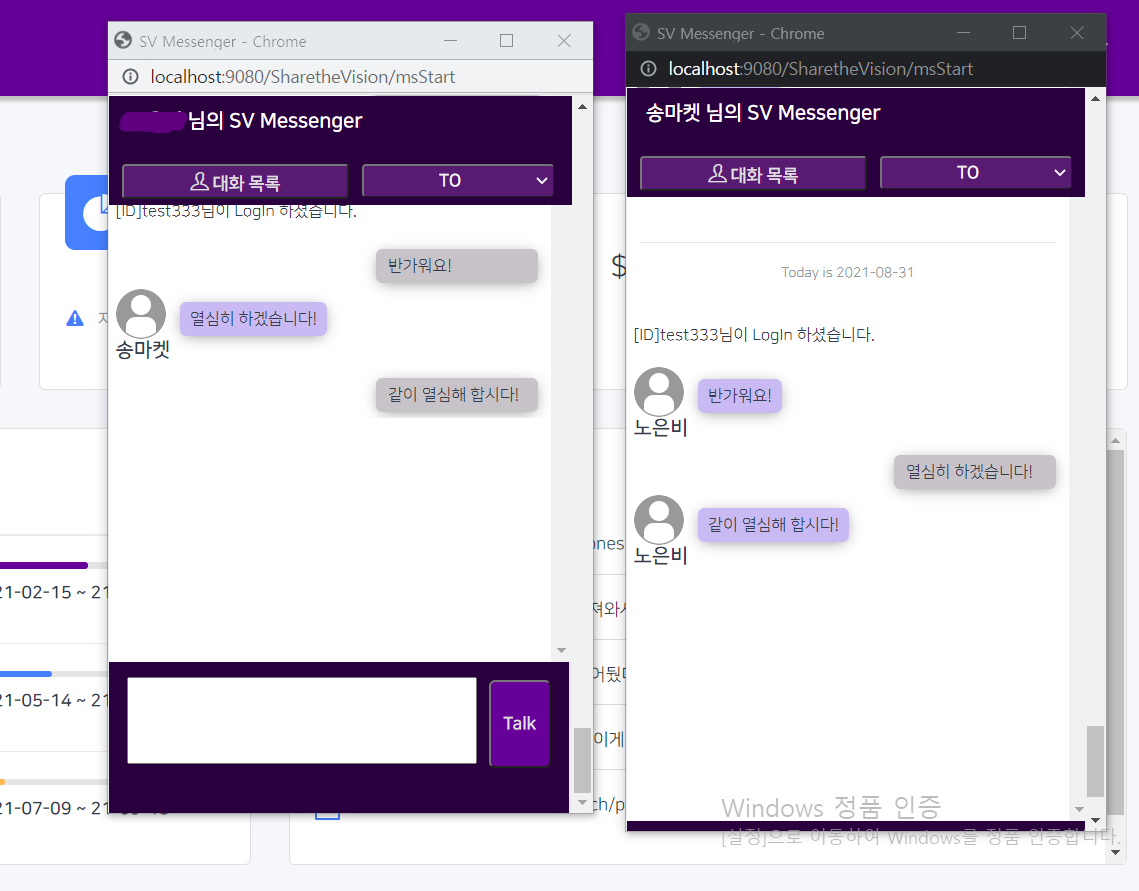 SV Messenger - Chrome
localhost:9080/SharetheVision/msStart
님의 SV Messenger
대화 목록
TO
[ID]test333님이 LogIn 하셨습니다.
반가워요!
열심히 하겠습니다!
송마켓
같이 열심해 합시다!
Talk
SV Messenger - Chrome
localhost:9080/SharetheVision/msStart
송마켓 님의 SV Messenger
대화 목록
TO
Today is 2021-08-31
[ID]test333님이 LogIn 하셨습니다.
반가워요!
노은비
열심히 하겠습니다!
같이 열심해 합시다!
노은비
$
21-02-15 ~ 21
21-05-14 ~ 21
21-07-09 ~ 21
이게
Windows 정품 인증
[설정]으로 이동하여 Windows를 정품 인증합니다.